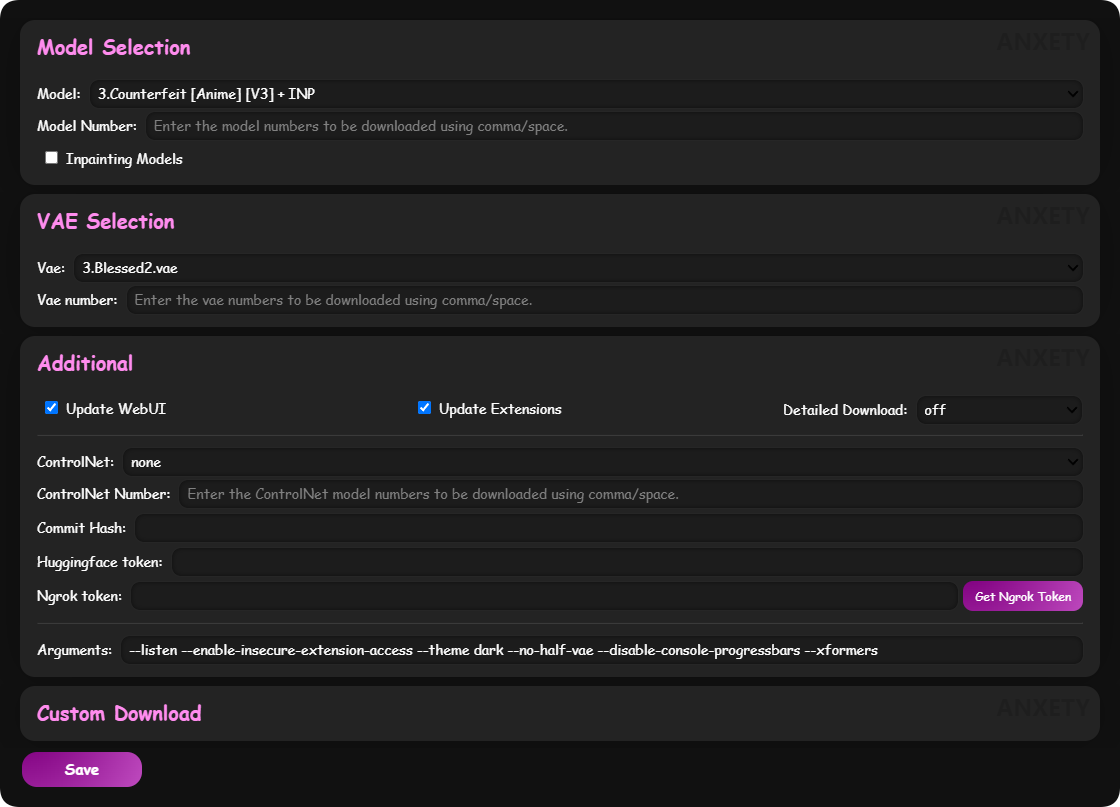 Model Selection
ANXETY
Model: 3.Counterfeit [Anime] [V3] + INP
Model Number: Enter the model numbers to be downloaded using comma/space.
Inpainting Models
VAE Selection
ANXETY
Vae: 3.Blessed2.vae
Vae number: Enter the vae numbers to be downloaded using comma/space.
Additional
ANXETY
Update WebUI Update Extensions Detailed Download: off
ControlNet: none
ControlNet Number: Enter the ControlNet model numbers to be downloaded using comma/space.
Commit Hash:
Huggingface token:
Ngrok token: Get Ngrok Token
Arguments: --listen --enable-insecure-extension-access --theme dark --no-half-vae --disable-console-progressbars --xformers
Custom Download
ANXETY
Save